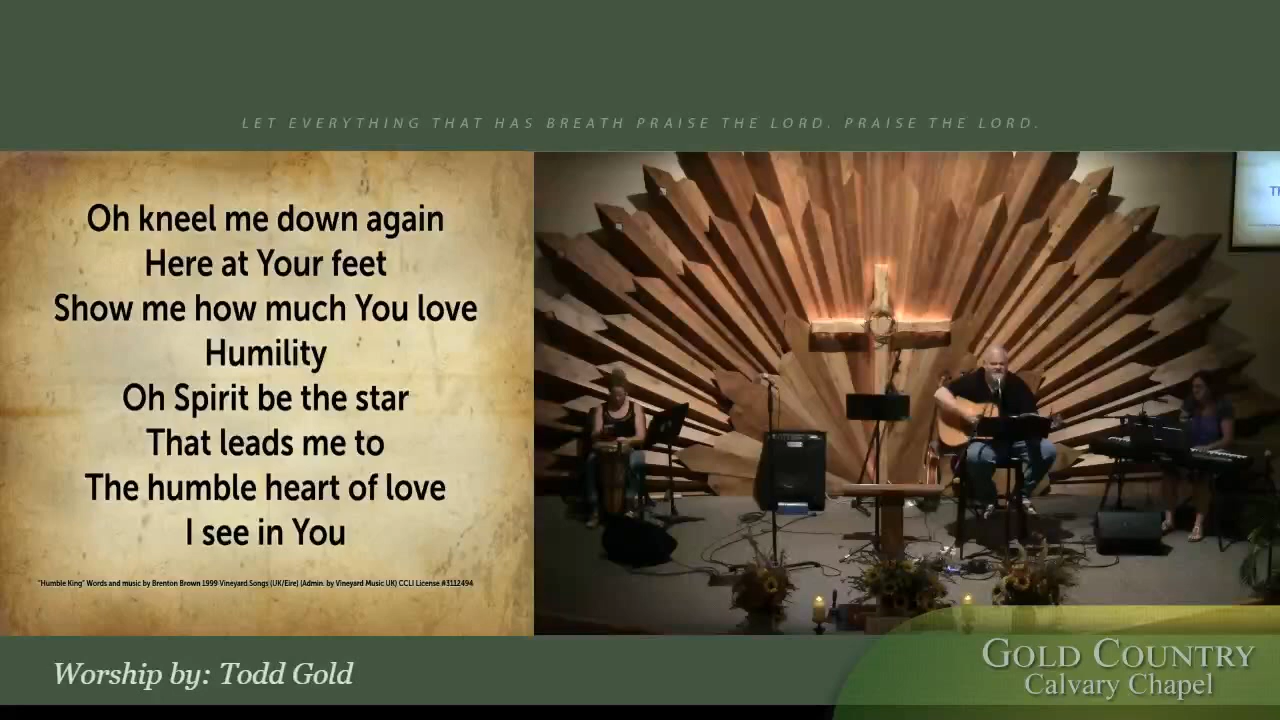 LET EVERYTHING THAT HAS BREATH PRAISE THE LORD. PRAISE THE LORD.
Oh kneel me down again
Here at Your feet
Show me how much You love
Humility
Oh Spirit be the star
That leads me to
The humble heart of love
I see in You
"Humble King" Words and music by Brenton Brown 1999 Vineyard Songs (UK/Eire) (Admin. by Vineyard Music UK) CCLI License #3112494
Worship by: Todd Gold
GOLD COUNTRY
Calvary Chapel